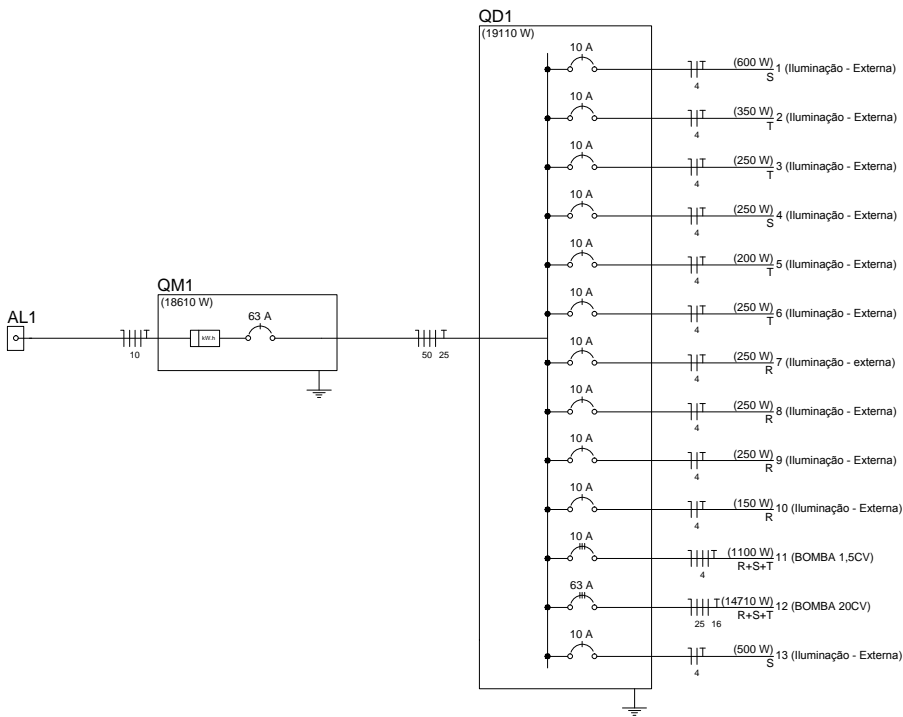 QD1
(19110 W)
10 A
(600 W) 1 (Iluminação - Externa)
4
S
10 A
(350 W) 2 (Iluminação - Externa)
4
T
10 A
(250 W) 3 (Iluminação - Externa)
4
T
10 A
(250 W) 4 (Iluminação - Externa)
4
S
10 A
(200 W) 5 (Iluminação - Externa)
4
T
QM1
(18610 W)
AL1
63 A
kW.h
10
50 25
10 A
(250 W) 6 (Iluminação - Externa)
4
T
10 A
(250 W) 7 (Iluminação - externa)
4
R
10 A
(250 W) 8 (Iluminação - Externa)
4
R
10 A
(250 W) 9 (Iluminação - Externa)
4
R
10 A
(150 W) 10 (Iluminação - Externa)
4
R
10 A
(1100 W) 11 (BOMBA 1,5CV)
4
R+S+T
63 A
(14710 W) 12 (BOMBA 20CV)
25 16
R+S+T
10 A
(500 W) 13 (Iluminação - Externa)
4
S